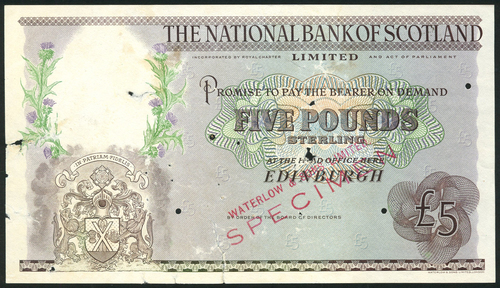 THE NATIONAL BANK OF SCOTLAND
INCORPORATED BY ROYAL CHARTER LIMITED AND ACT OF PARLIAMENT
PROMISE TO PAY THE BEARER ON DEMAND
FIVE POUNDS
STERLING
AT THE HEAD OFFICE HERE
EDINBURGH
BY ORDER OF THE BOARD OF DIRECTORS
WATERLOW & SONS LIMITED
SPECIMEN
IN PATRIAM FIDELIS
£5